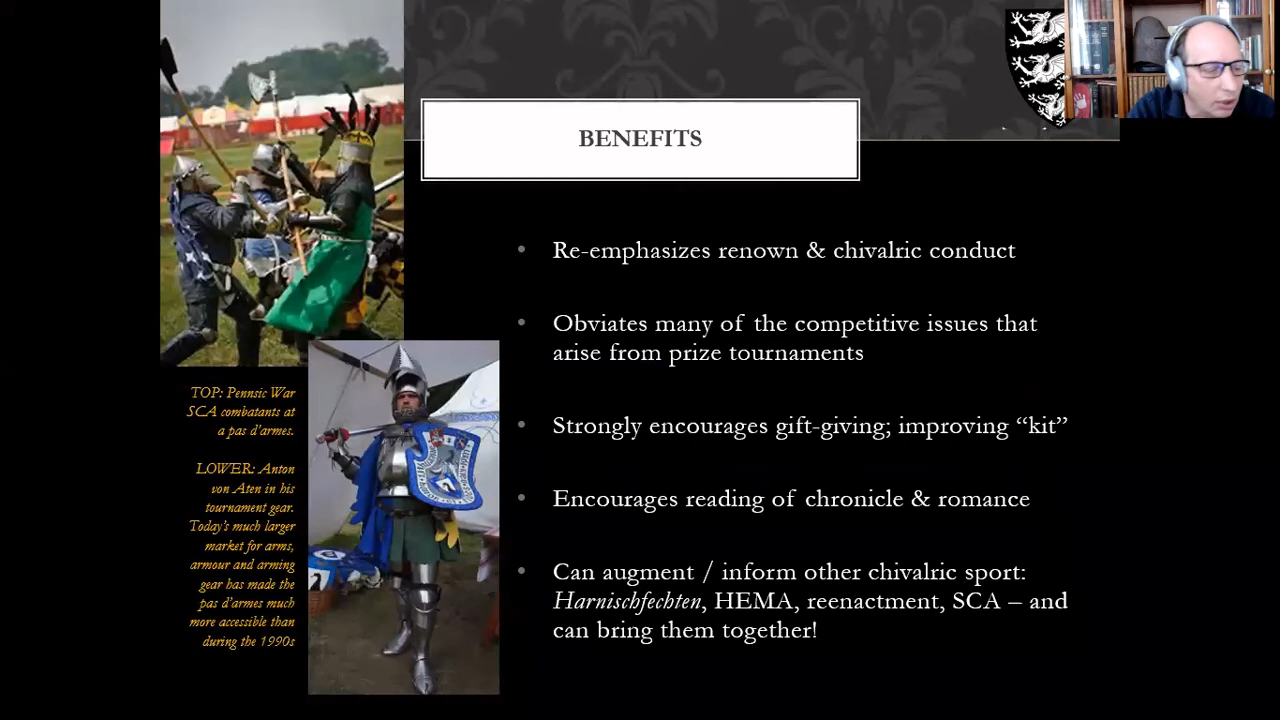 BENEFITS
• Re-emphasizes renown & chivalric conduct
• Obviates many of the competitive issues that
arise from prize tournaments
• Strongly encourages gift-giving; improving “kit”
• Encourages reading of chronicle & romance
• Can augment / inform other chivalric sport:
Harnischfechten, HEMA, reenactment, SCA – and
can bring them together!
TOP: Pennsic War
SCA combatants at
a pas d’armes.
LOWER: Anton
von Aten in his
tournament gear.
Today’s much larger
market for arms,
armour and arming
gear has made the
pas d’armes much
more accessible than
during the 1990s